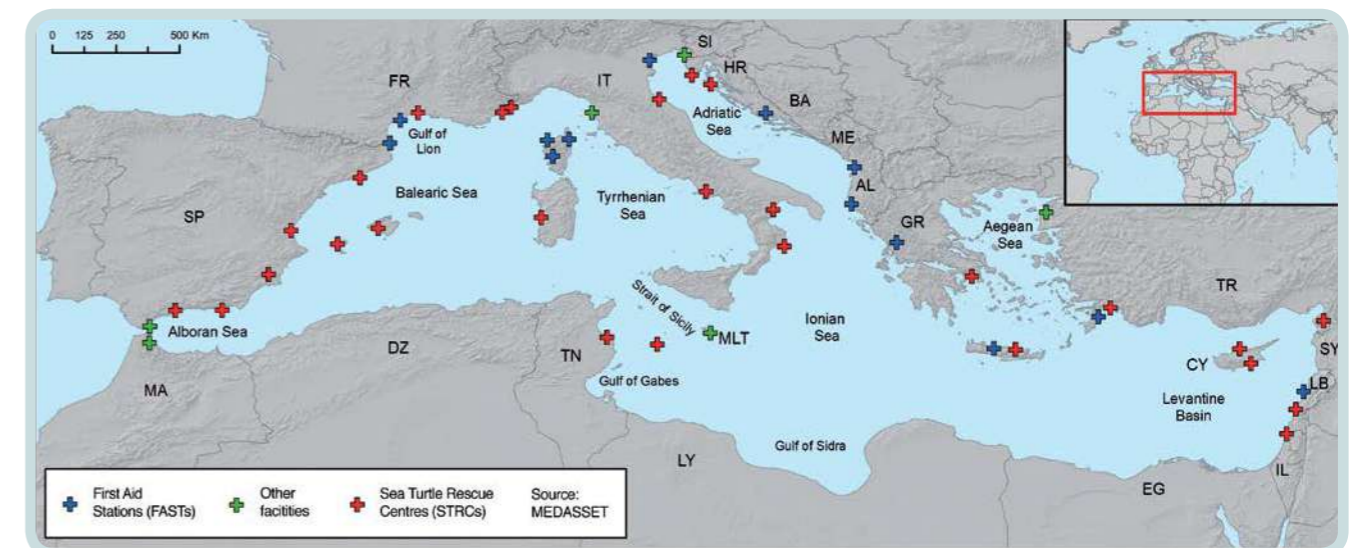 0 125 250 500 Km
SI
HR
FR
IT
BA
Adriatic
Sea
Gulf of
Lion
ME
AL
Balearic Sea
Tyrrhenian
Sea
SP
GR
Aegean
Sea
TR
Strait of Sicily
Alboran Sea
Ionian
Sea
MLT
DZ
TN
SY
CY
Gulf of Gabes
LB
MA
Levantine
Basin
Gulf of Sidra
LY
IL
EG
First Aid
Stations (FASTs)
Other
facitities
Sea Turtle Rescue
Centres (STRCs)
Source:
MEDASSET